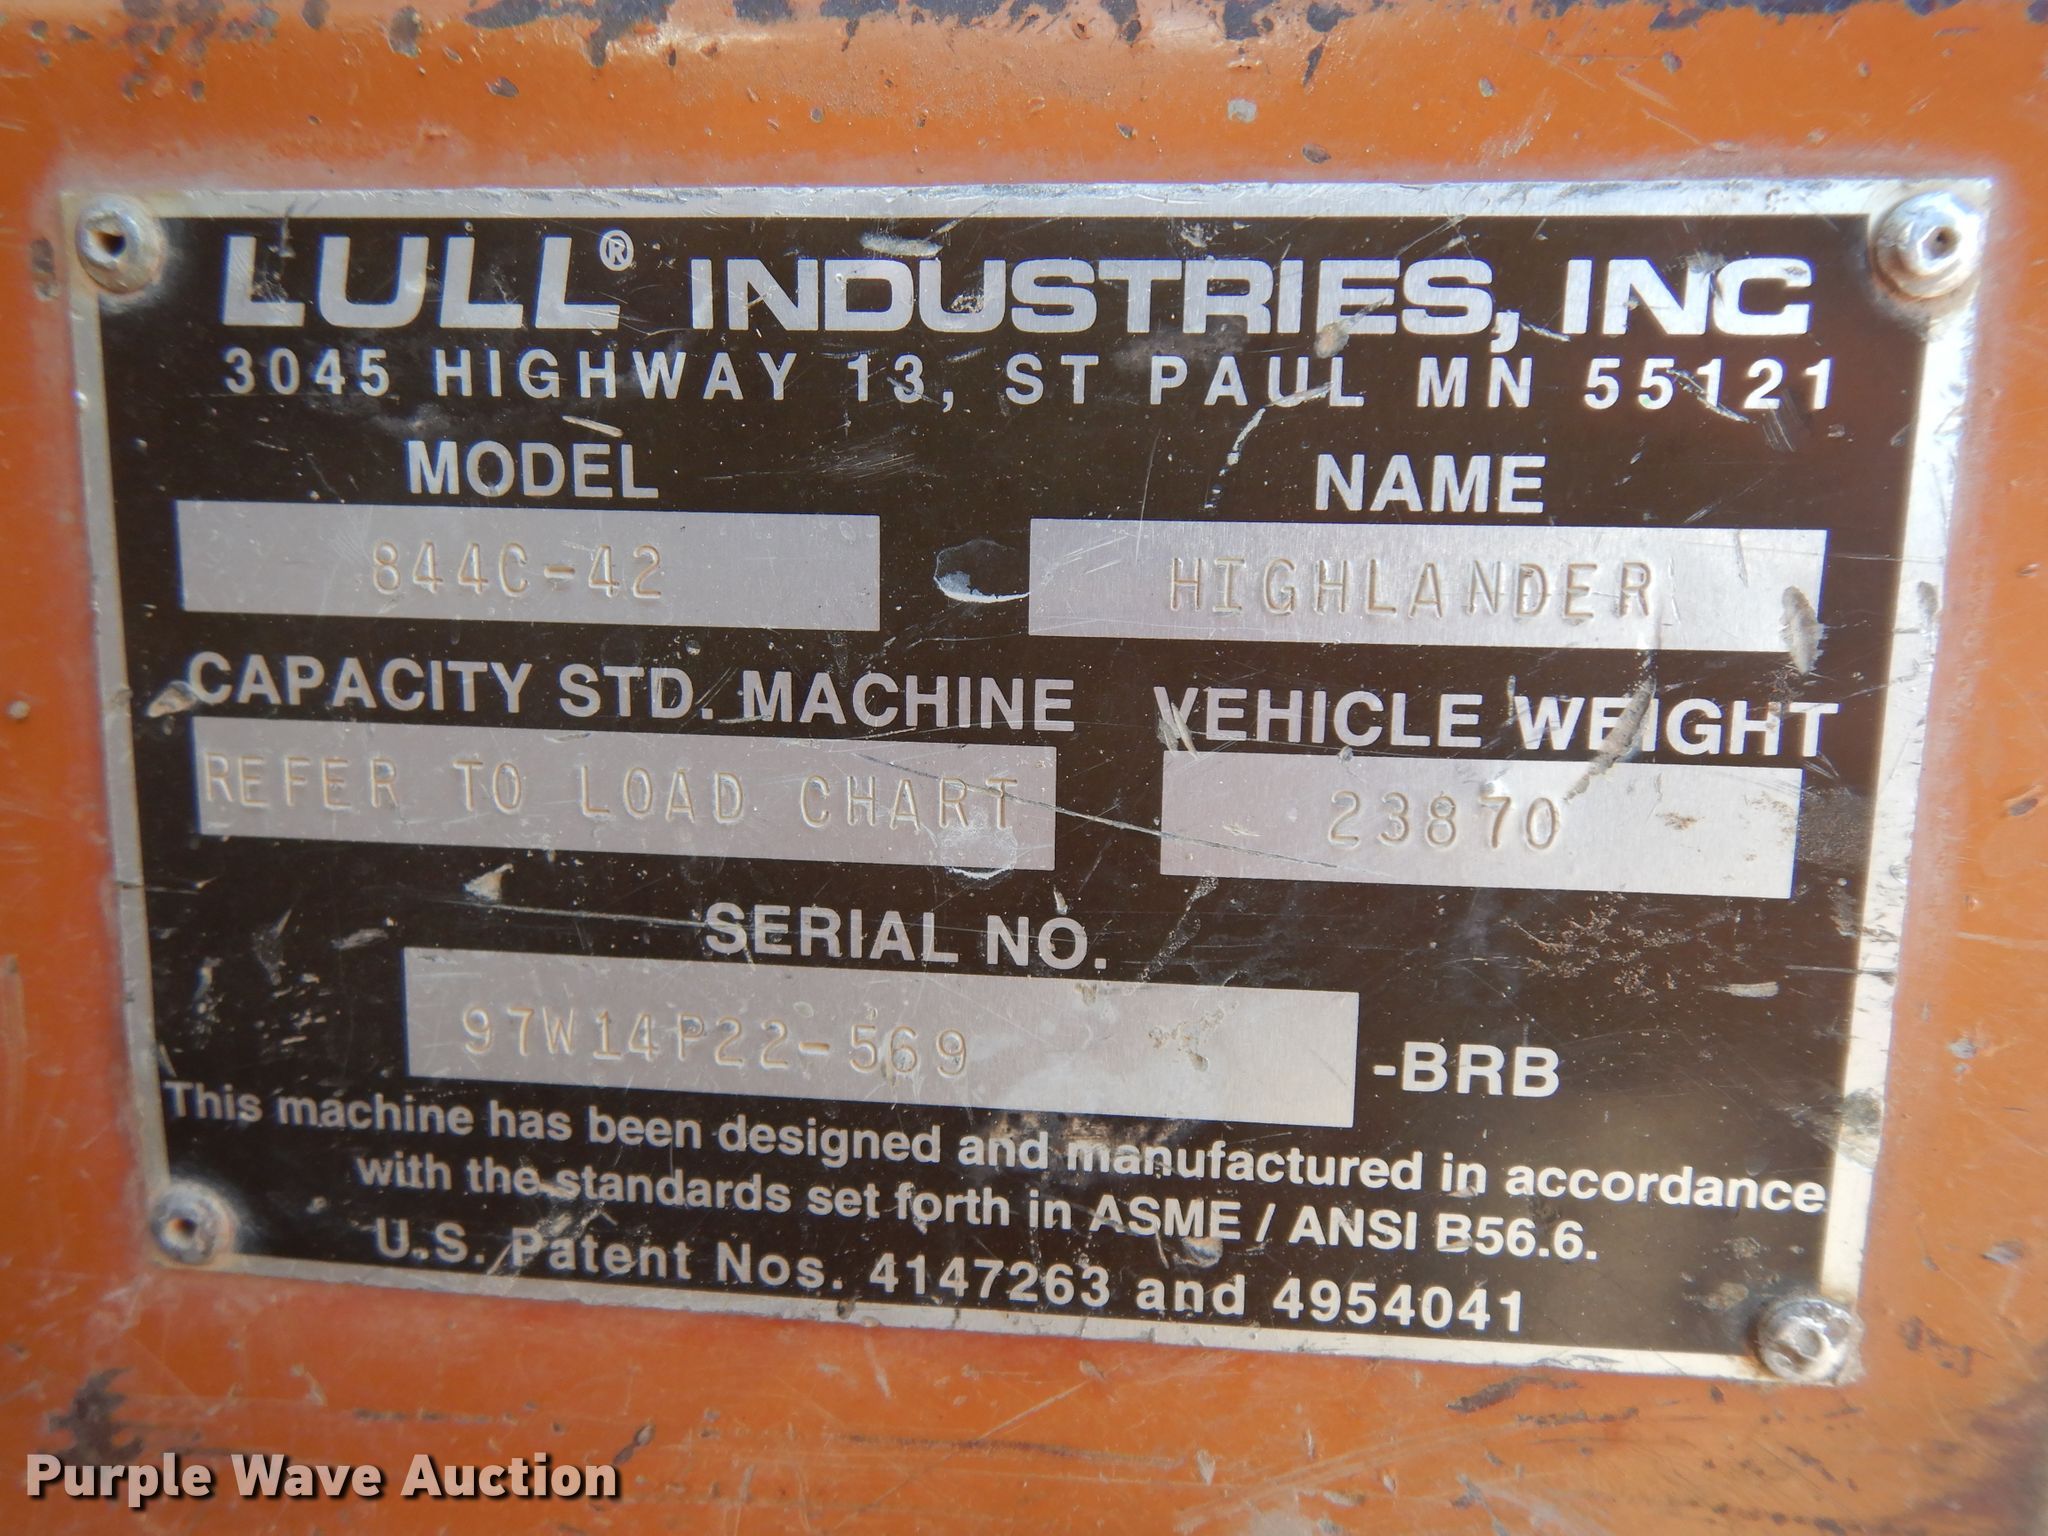 LULL® INDUSTRIES, INC
3045 HIGHWAY 13, ST PAUL MN 55121
MODEL NAME
844C-42 HIGHLANDER
CAPACITY STD. MACHINE VEHICLE WEIGHT
REFER TO LOAD CHART 23870
SERIAL NO.
97W14P22-569 -BRB
This machine has been designed and manufactured in accordance
with the standards set forth in ASME / ANSI B56.6.
U.S. Patent Nos. 4147263 and 4954041
Purple Wave Auction